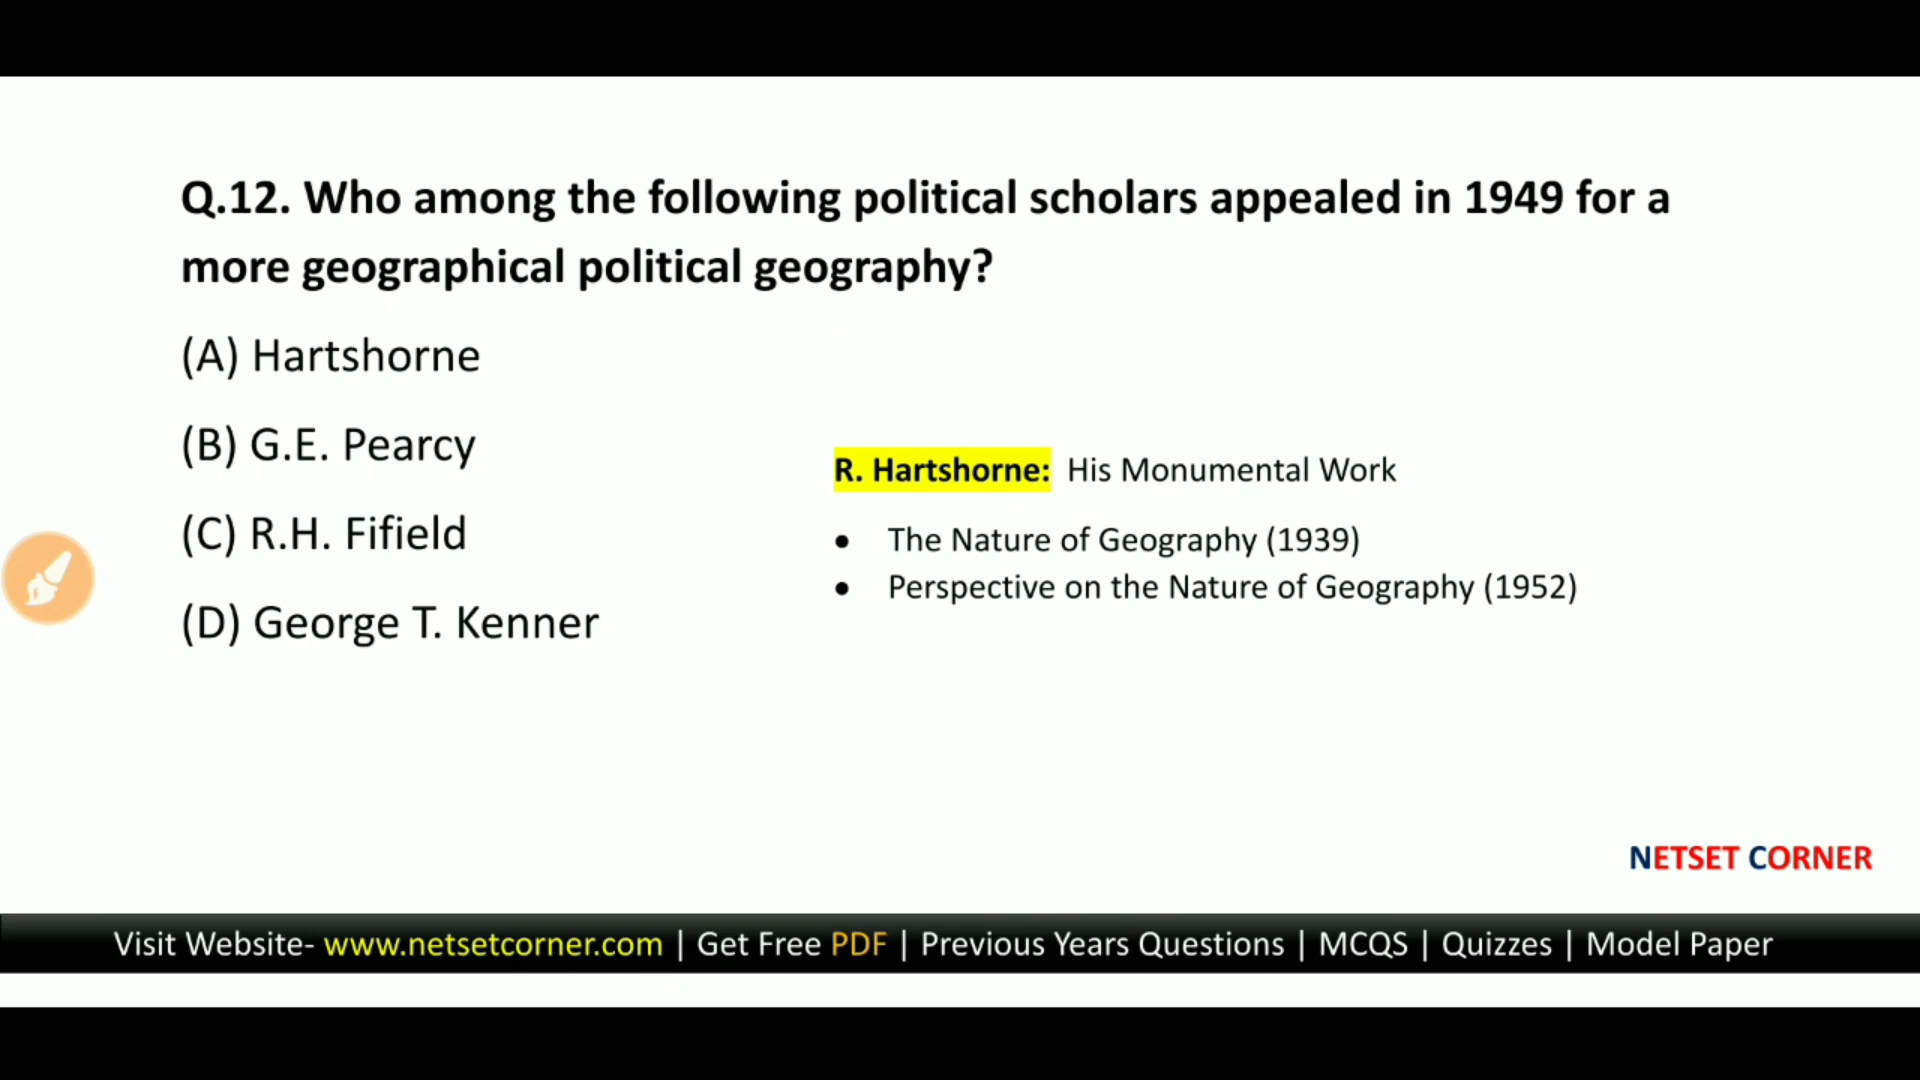 Q.12. Who among the following political scholars appealed in 1949 for a
more geographical political geography?
(A) Hartshorne
(B) G.E. Pearcy
(C) R.H. Fifield
(D) George T. Kenner
R. Hartshorne: His Monumental Work
• The Nature of Geography (1939)
• Perspective on the Nature of Geography (1952)
NETSET CORNER
Visit Website- www.netsetcorner.com | Get Free PDF | Previous Years Questions | MCQS | Quizzes | Model Paper